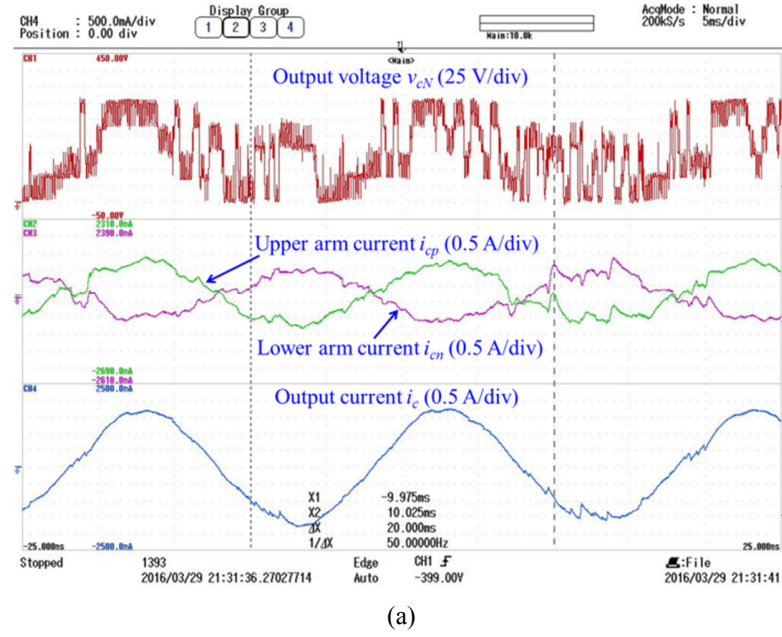 CH4 : 500.0mA/div
Position : 0.00 div
Display Group
1 2 3 4
Main:10.0k
AcqMode : Normal
200kS/s 5ms/div
<Main>
CH1 450.00V
Output voltage vcN (25 V/div)
-50.00V
CH2 2310.0mA
CH3 2390.0mA
Upper arm current icp (0.5 A/div)
Lower arm current icn (0.5 A/div)
-2690.0mA
-2610.0mA
CH4 2500.0mA
Output current ic (0.5 A/div)
X1 -9.975ms
X2 10.025ms
ΔX 20.000ms
1/ΔX 50.00000Hz
-25.000ms -2500.0mA 25.000ms
Stopped 1393 Edge CH1 File
2016/03/29 21:31:36.27027714 Auto -399.00V 2016/03/29 21:31:41
(a)